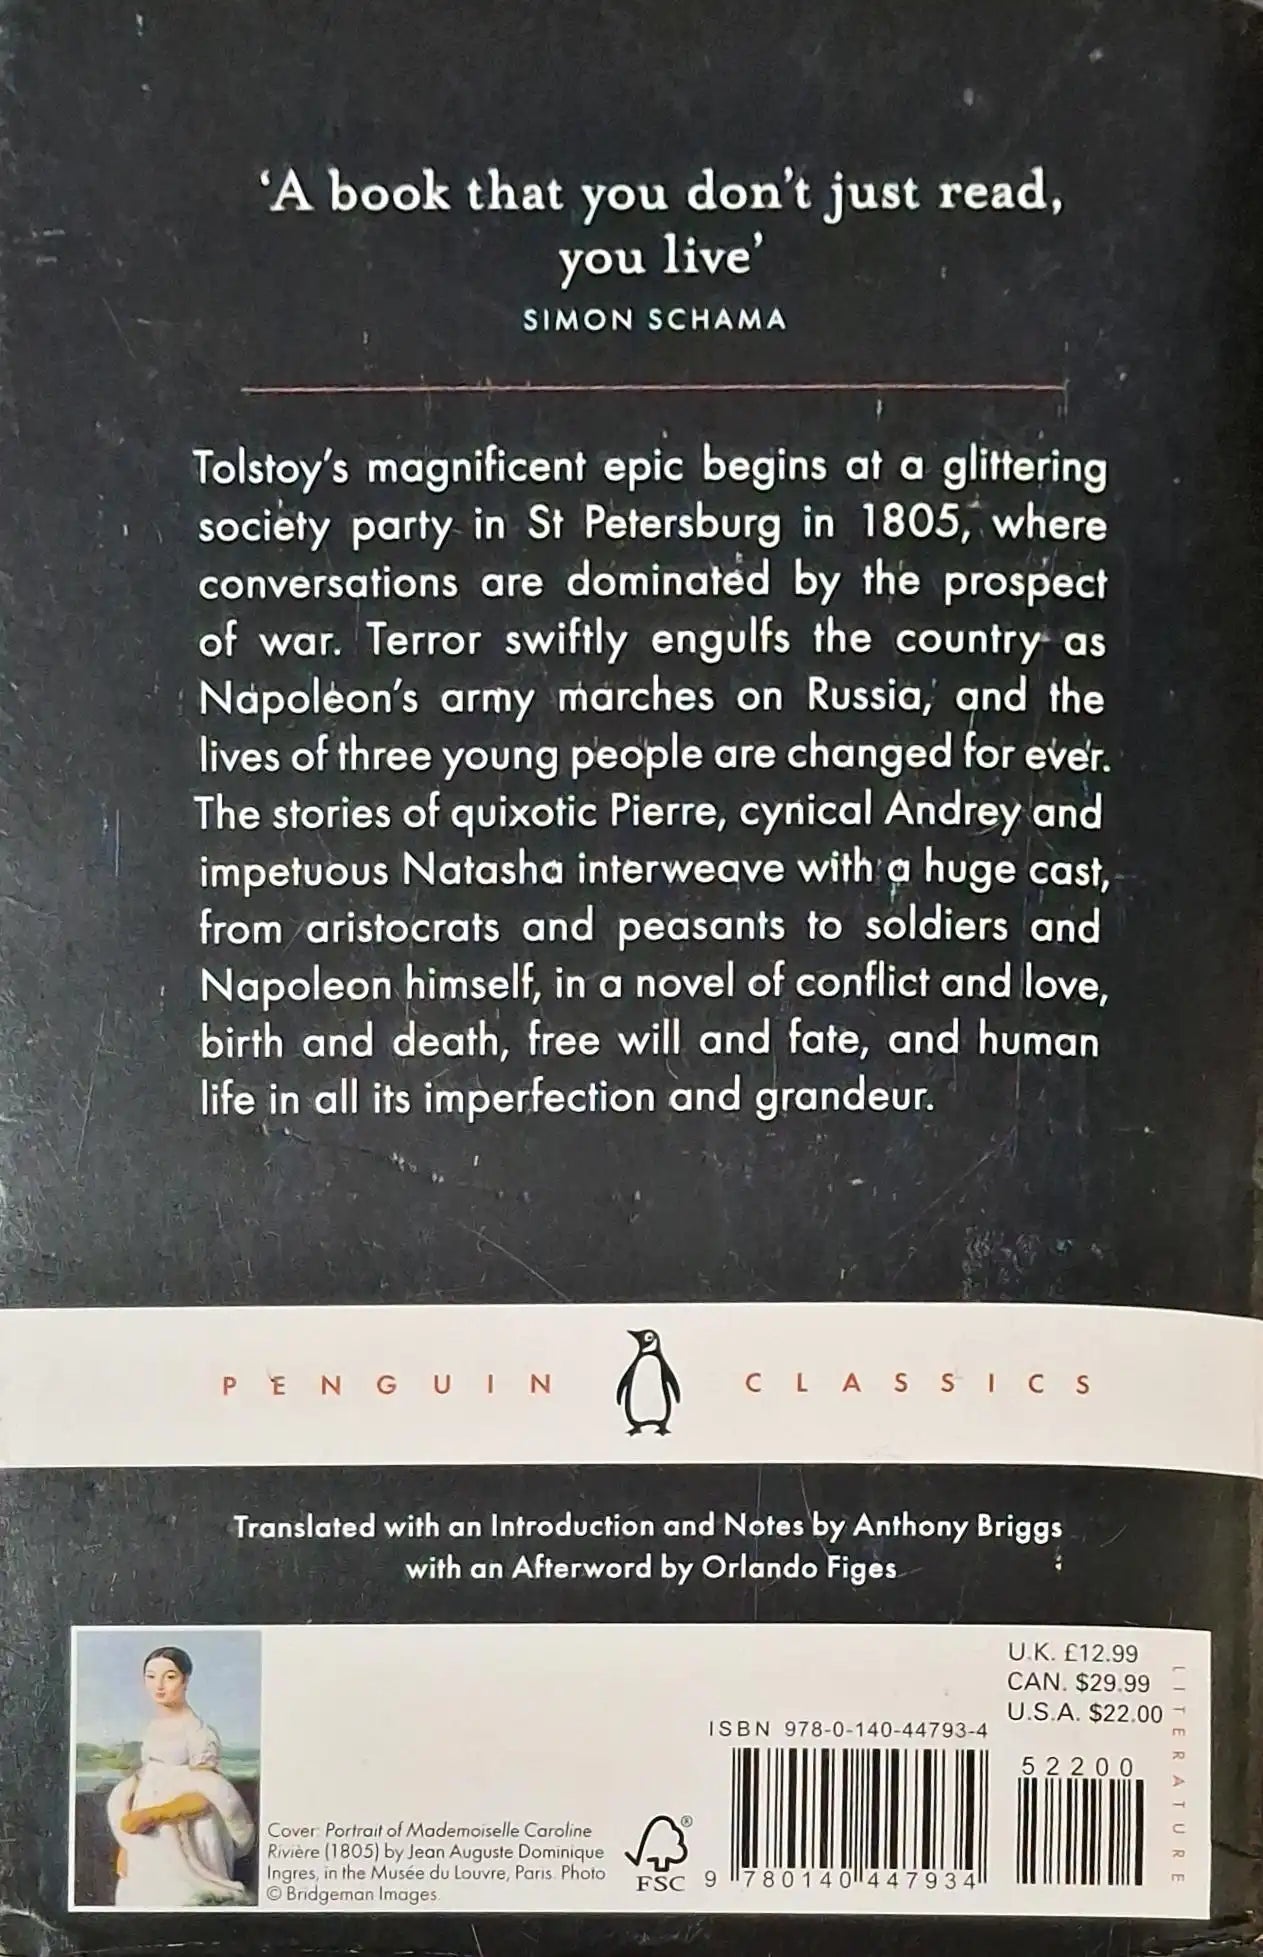 ‘A book that you don’t just read,
you live’
SIMON SCHAMA
Tolstoy’s magnificent epic begins at a glittering
society party in St Petersburg in 1805, where
conversations are dominated by the prospect
of war. Terror swiftly engulfs the country as
Napoleon’s army marches on Russia, and the
lives of three young people are changed for ever.
The stories of quixotic Pierre, cynical Andrey and
impetuous Natasha interweave with a huge cast,
from aristocrats and peasants to soldiers and
Napoleon himself, in a novel of conflict and love,
birth and death, free will and fate, and human
life in all its imperfection and grandeur.
PENGUIN CLASSICS
Translated with an Introduction and Notes by Anthony Briggs
with an Afterword by Orlando Figes
U.K. £12.99
CAN. $29.99
U.S.A. $22.00
LITERATURE
ISBN 978-0-140-44793-4
52200
9 780140 447934
Cover: Portrait of Mademoiselle Caroline
Rivière (1805) by Jean Auguste Dominique
Ingres, in the Musée du Louvre, Paris. Photo
© Bridgeman Images.
®
FSC